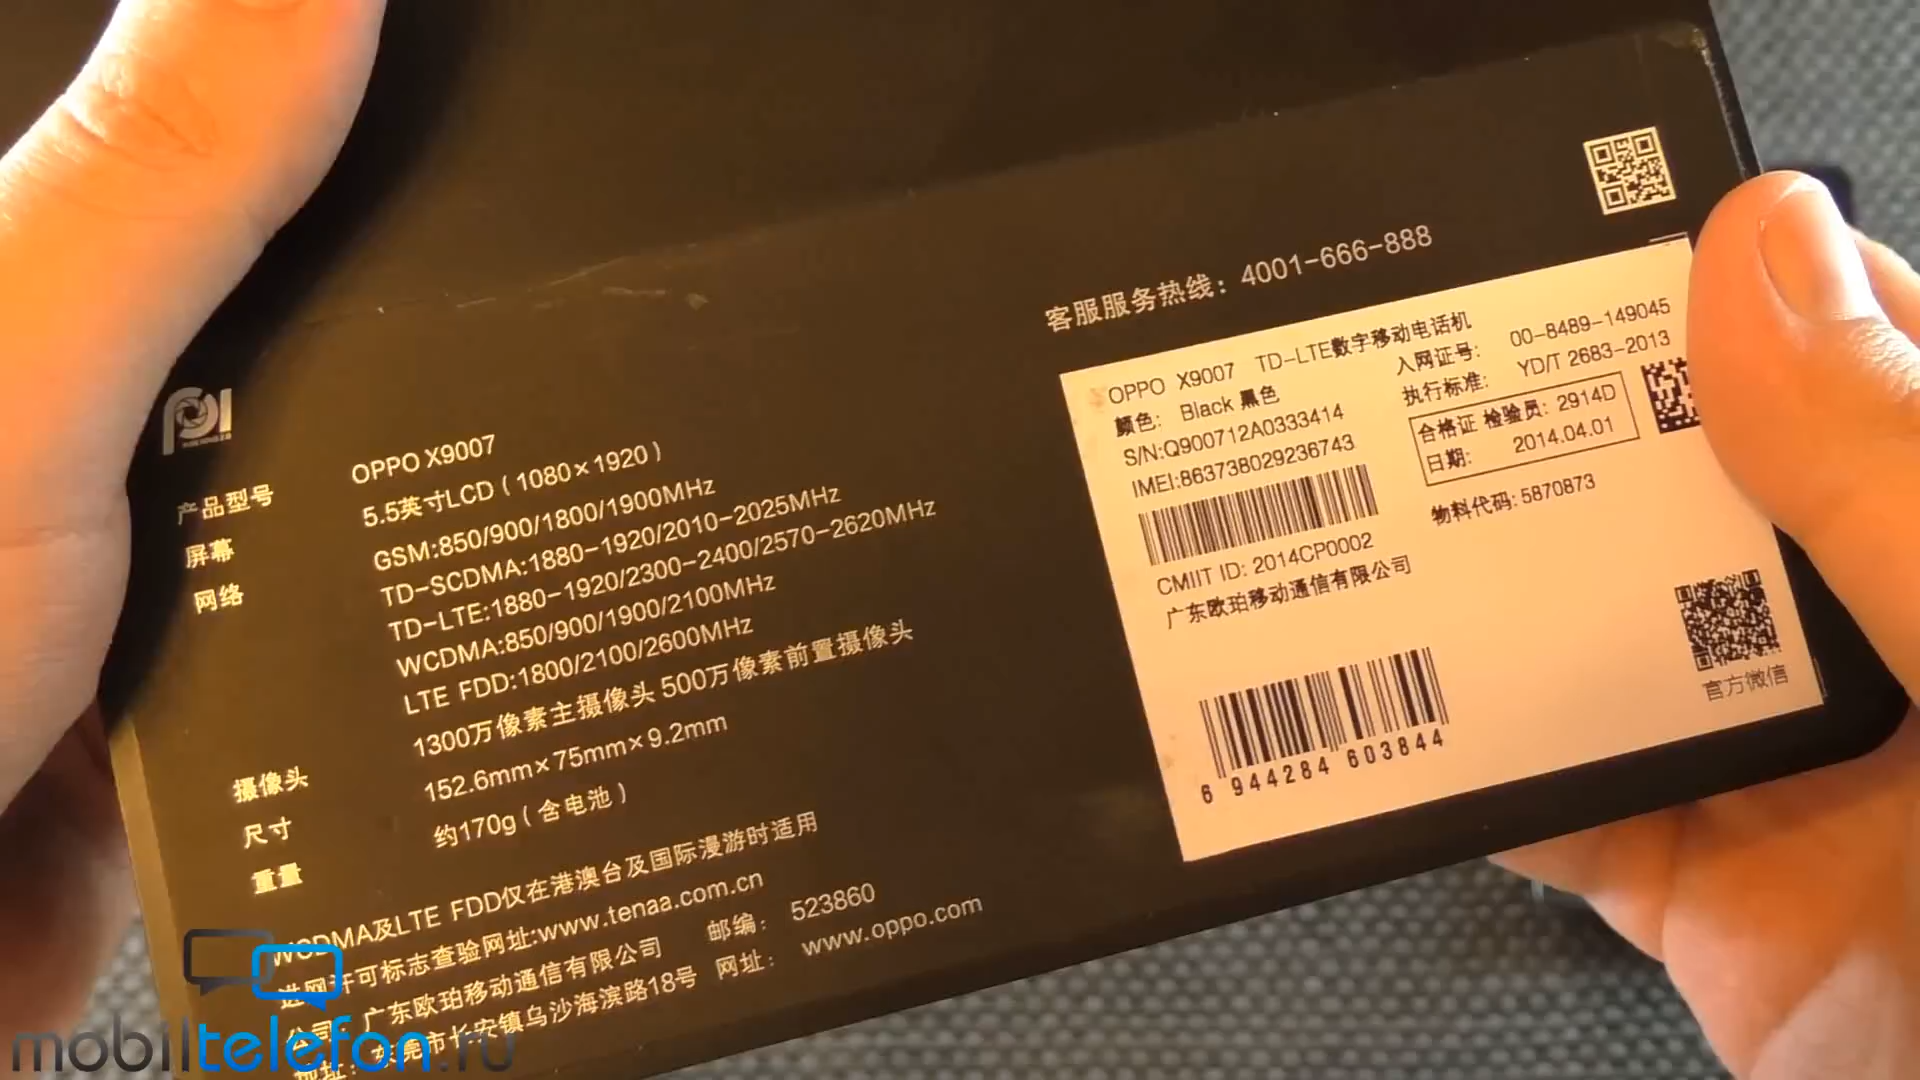 产品型号 OPPO X9007
屏幕 5.5英寸LCD（1080×1920）
网络 GSM:850/900/1800/1900MHz
TD-SCDMA:1880-1920/2010-2025MHz
TD-LTE:1880-1920/2300-2400/2570-2620MHz
WCDMA:850/900/1900/2100MHz
LTE FDD:1800/2100/2600MHz
摄像头 1300万像素主摄像头 500万像素前置摄像头
尺寸 152.6mm×75mm×9.2mm
重量 约170g（含电池）
WCDMA及LTE FDD仅在港澳台及国际漫游时适用
进网许可标志查验网址:www.tenaa.com.cn
公司: 广东欧珀移动通信有限公司 邮编: 523860
地址: 东莞市长安镇乌沙海滨路18号 网址: www.oppo.com
客服服务热线: 4001-666-888
OPPO X9007 TD-LTE数字移动电话机
颜色: Black 黑色
S/N:Q900712A0333414
IMEI:863738029236743
CMIIT ID: 2014CP0002
广东欧珀移动通信有限公司
入网证号: 00-8489-149045
执行标准: YD/T 2683-2013
合格证 检验员: 2914D
日期: 2014.04.01
物料代码: 5870873
6 944284 603844
官方微信
mobiltelefon.ru